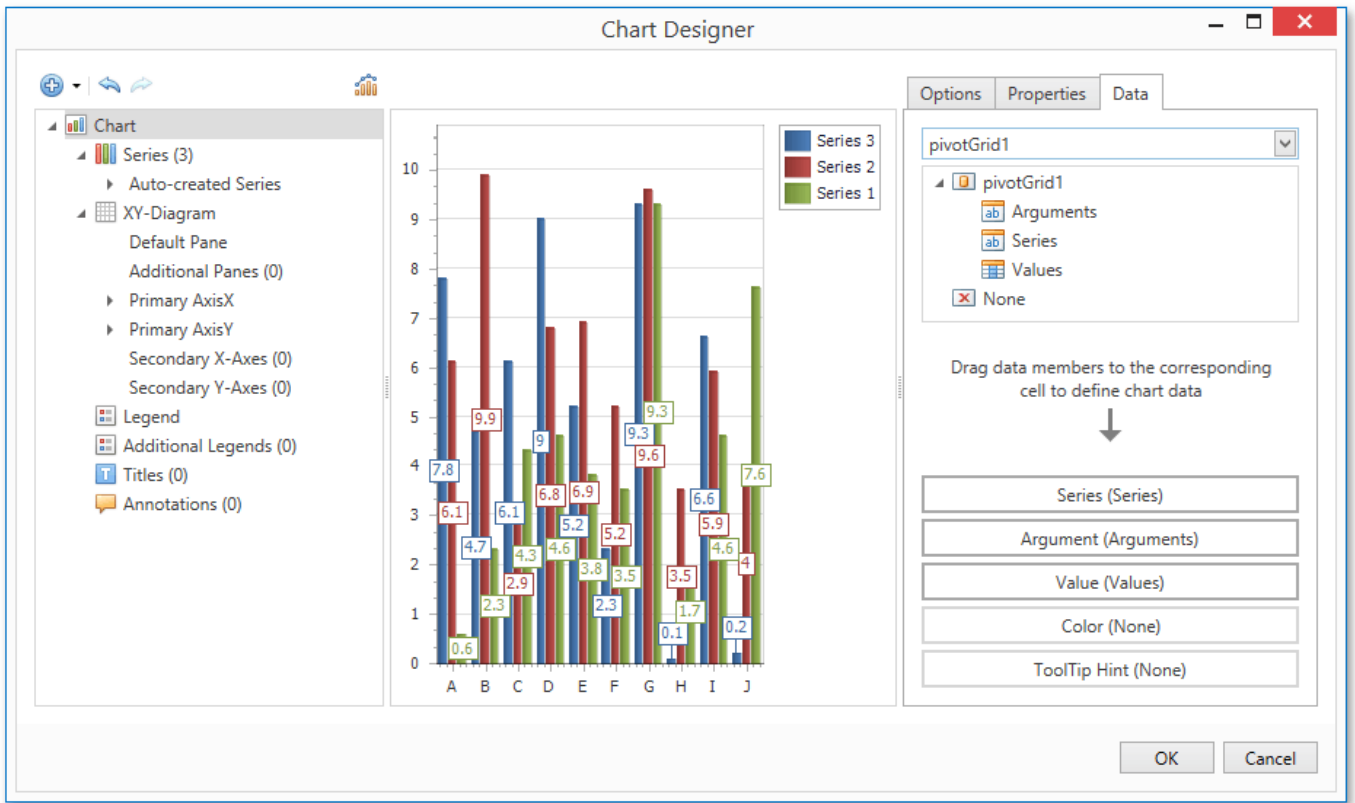 Chart Designer
Chart
Series (3)
Auto-created Series
XY-Diagram
Default Pane
Additional Panes (0)
Primary AxisX
Primary AxisY
Secondary X-Axes (0)
Secondary Y-Axes (0)
Legend
Additional Legends (0)
Titles (0)
Annotations (0)
10
9
8
7
6
5
4
3
2
1
0
7.8
6.1
0.6
4.7
9.9
2.3
6.1
2.9
4.3
9
6.8
4.6
5.2
6.9
3.8
2.3
5.2
3.5
9.3
9.6
9.3
0.1
3.5
1.7
6.6
5.9
4.6
0.2
4
7.6
A B C D E F G H I J
Series 3
Series 2
Series 1
Options Properties Data
pivotGrid1
pivotGrid1
ab Arguments
ab Series
Values
None
Drag data members to the corresponding
cell to define chart data
Series (Series)
Argument (Arguments)
Value (Values)
Color (None)
ToolTip Hint (None)
OK Cancel